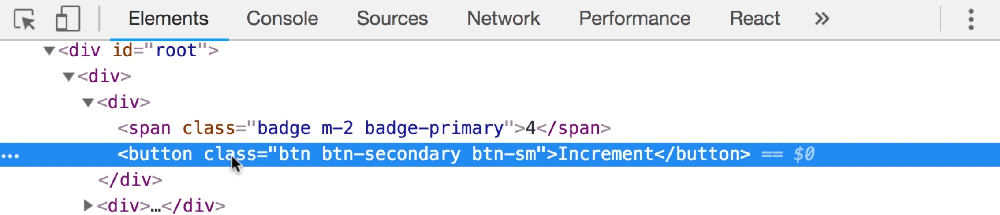 Elements Console Sources Network Performance React »
<div id="root">
<div>
<div>
<span class="badge m-2 badge-primary">4</span>
… <button class="btn btn-secondary btn-sm">Increment</button> == $0
</div>
<div>…</div>